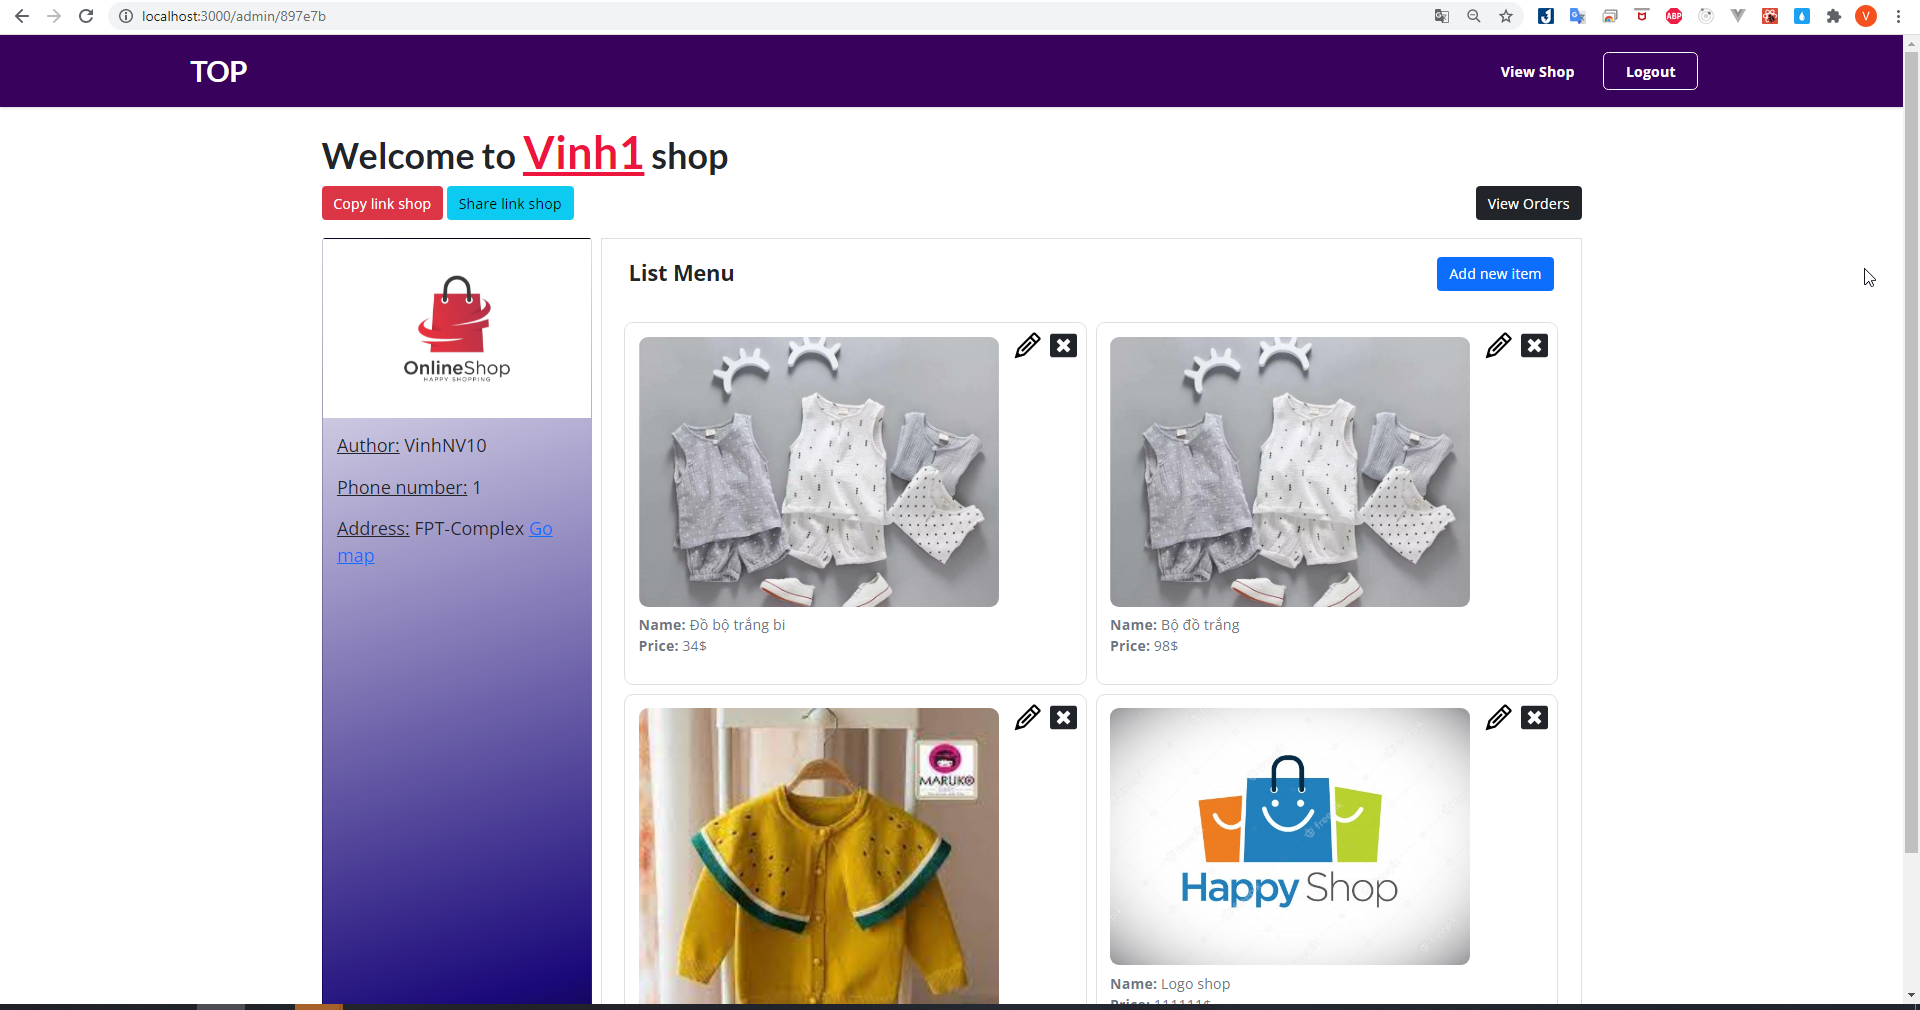 localhost:3000/admin/897e7b
ABP
V
TOP
View Shop
Logout
Welcome to Vinh1 shop
Copy link shop
Share link shop
View Orders
OnlineShop
HAPPY SHOPPING
Author: VinhNV10
Phone number: 1
Address: FPT-Complex Go
map
List Menu
Add new item
Name: Đồ bộ trắng bi
Price: 34$
Name: Bộ đồ trắng
Price: 98$
MARUKO
Happy Shop
Name: Logo shop
Price: 111111$